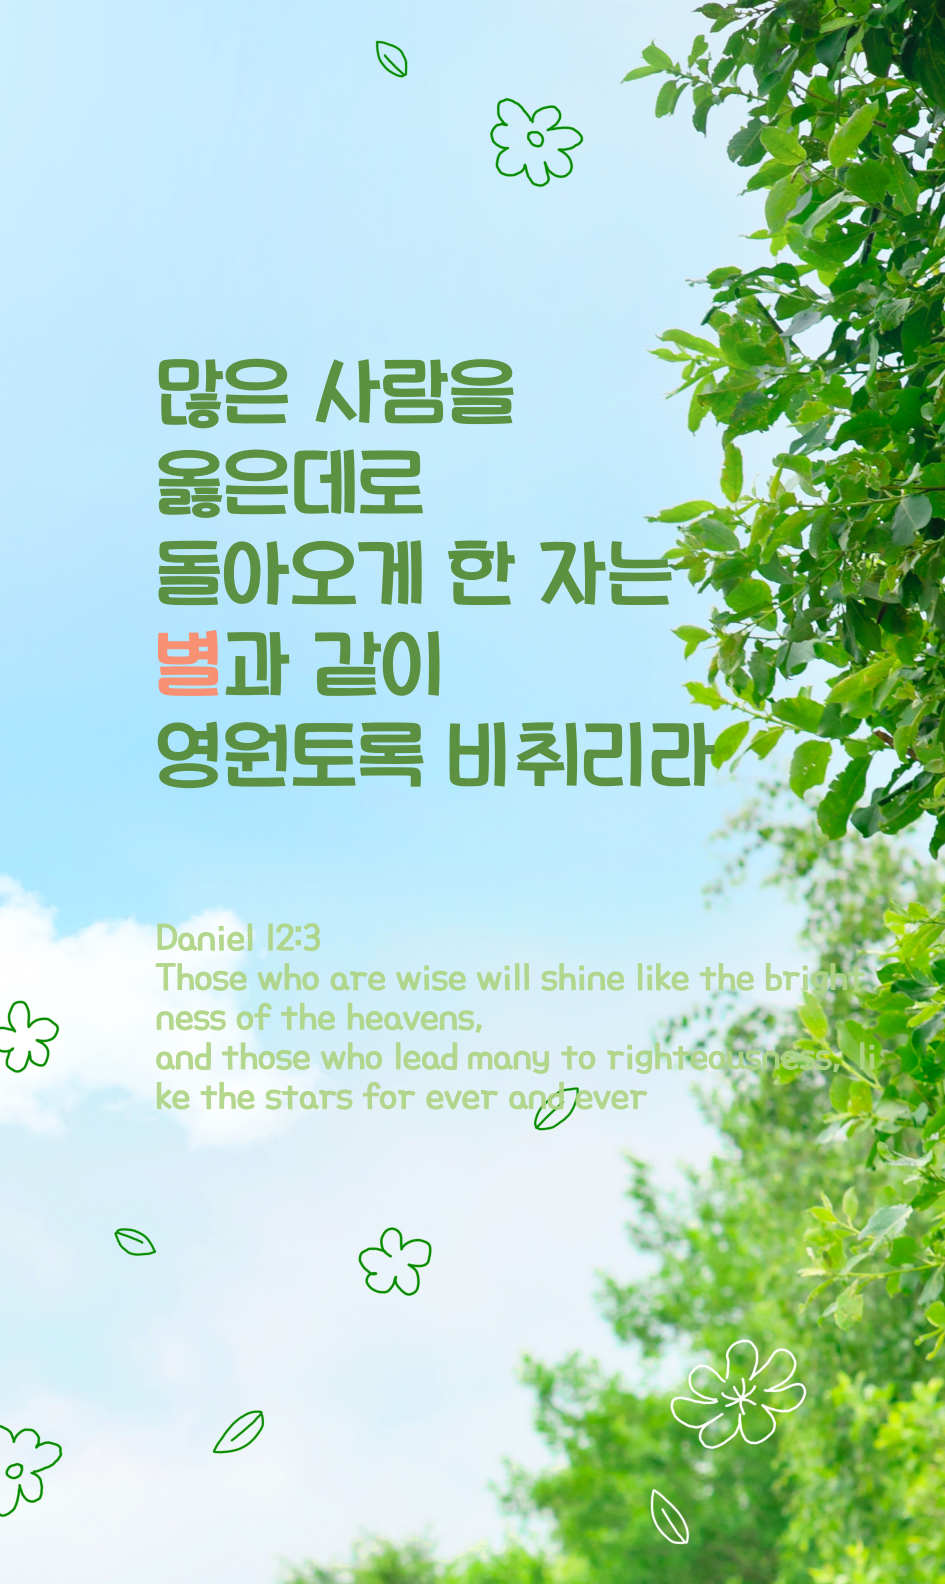 많은 사람을
옳은데로
돌아오게 한 자는
별과 같이
영원토록 비취리라
Daniel 12:3
Those who are wise will shine like the bright
ness of the heavens,
and those who lead many to righteousness, li
ke the stars for ever and ever